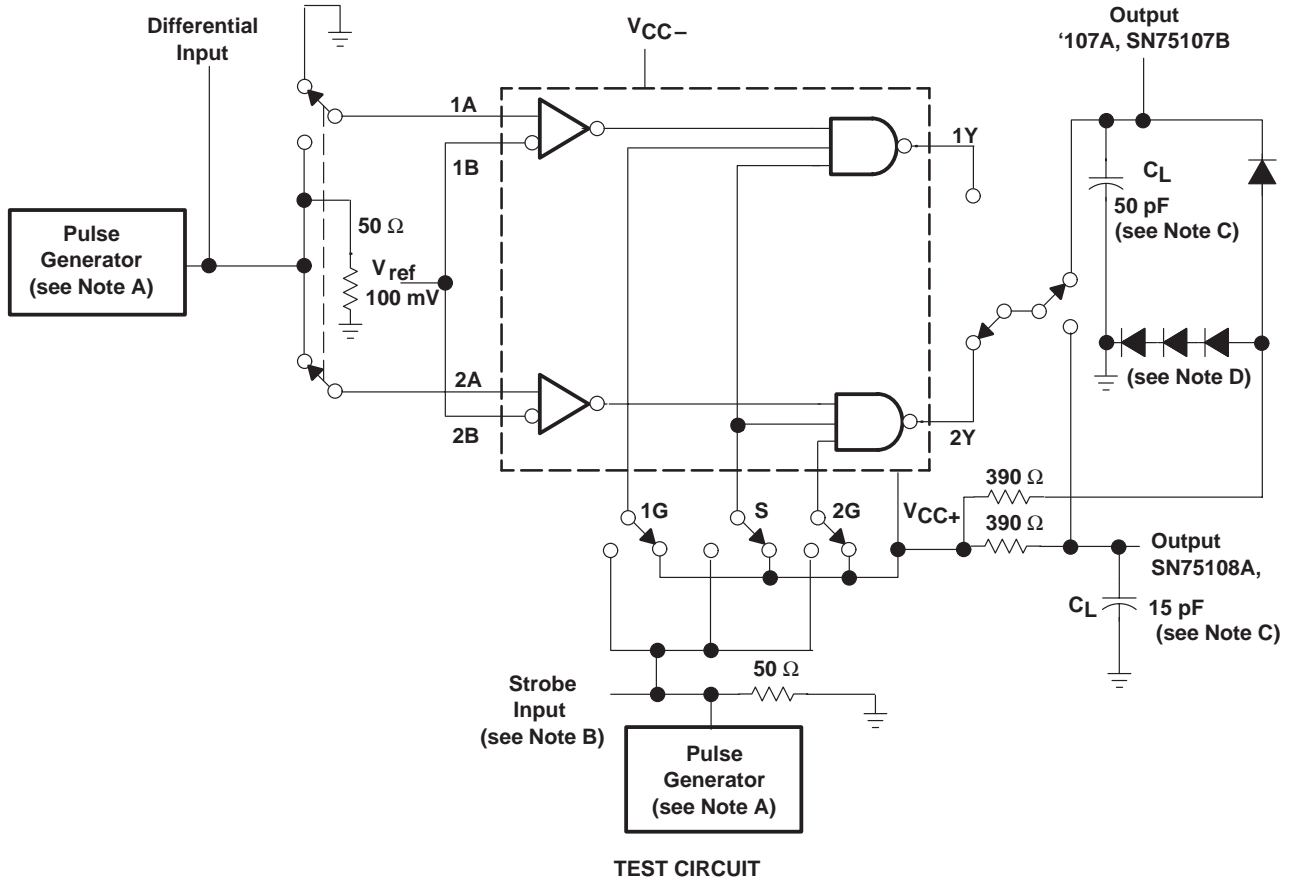 Differential
Input
VCC−
Output
‘107A, SN75107B
1A
1B
1Y
CL
50 pF
(see Note C)
50 Ω
Pulse
Generator
(see Note A)
Vref
100 mV
2A
2B
2Y
(see Note D)
1G
S
2G
VCC+
390 Ω
390 Ω
Output
SN75108A,
CL
15 pF
(see Note C)
50 Ω
Strobe
Input
(see Note B)
Pulse
Generator
(see Note A)
TEST CIRCUIT